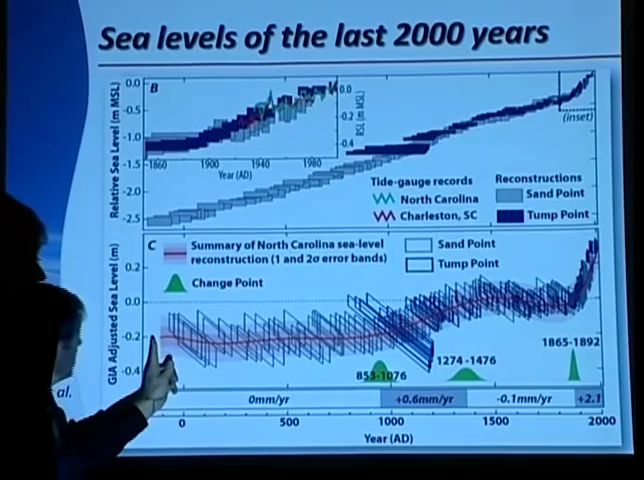 Sea levels of the last 2000 years
B
Relative Sea Level (m MSL)
0.0
-0.5
-1.0
-1.5
-2.0
-2.5
1860
1900
1940
1980
Year (AD)
0.0
-0.2
-0.4
RSL (m MSL)
(inset)
Tide-gauge records
North Carolina
Charleston, SC
Reconstructions
Sand Point
Tump Point
C
GIA Adjusted Sea Level (m)
0.2
0.0
-0.2
-0.4
Summary of North Carolina sea-level
reconstruction (1 and 2σ error bands)
Change Point
Sand Point
Tump Point
853-1076
1274 -1476
1865-1892
0mm/yr
+0.6mm/yr
-0.1mm/yr
+2.1
0
500
1000
1500
2000
Year (AD)
al.